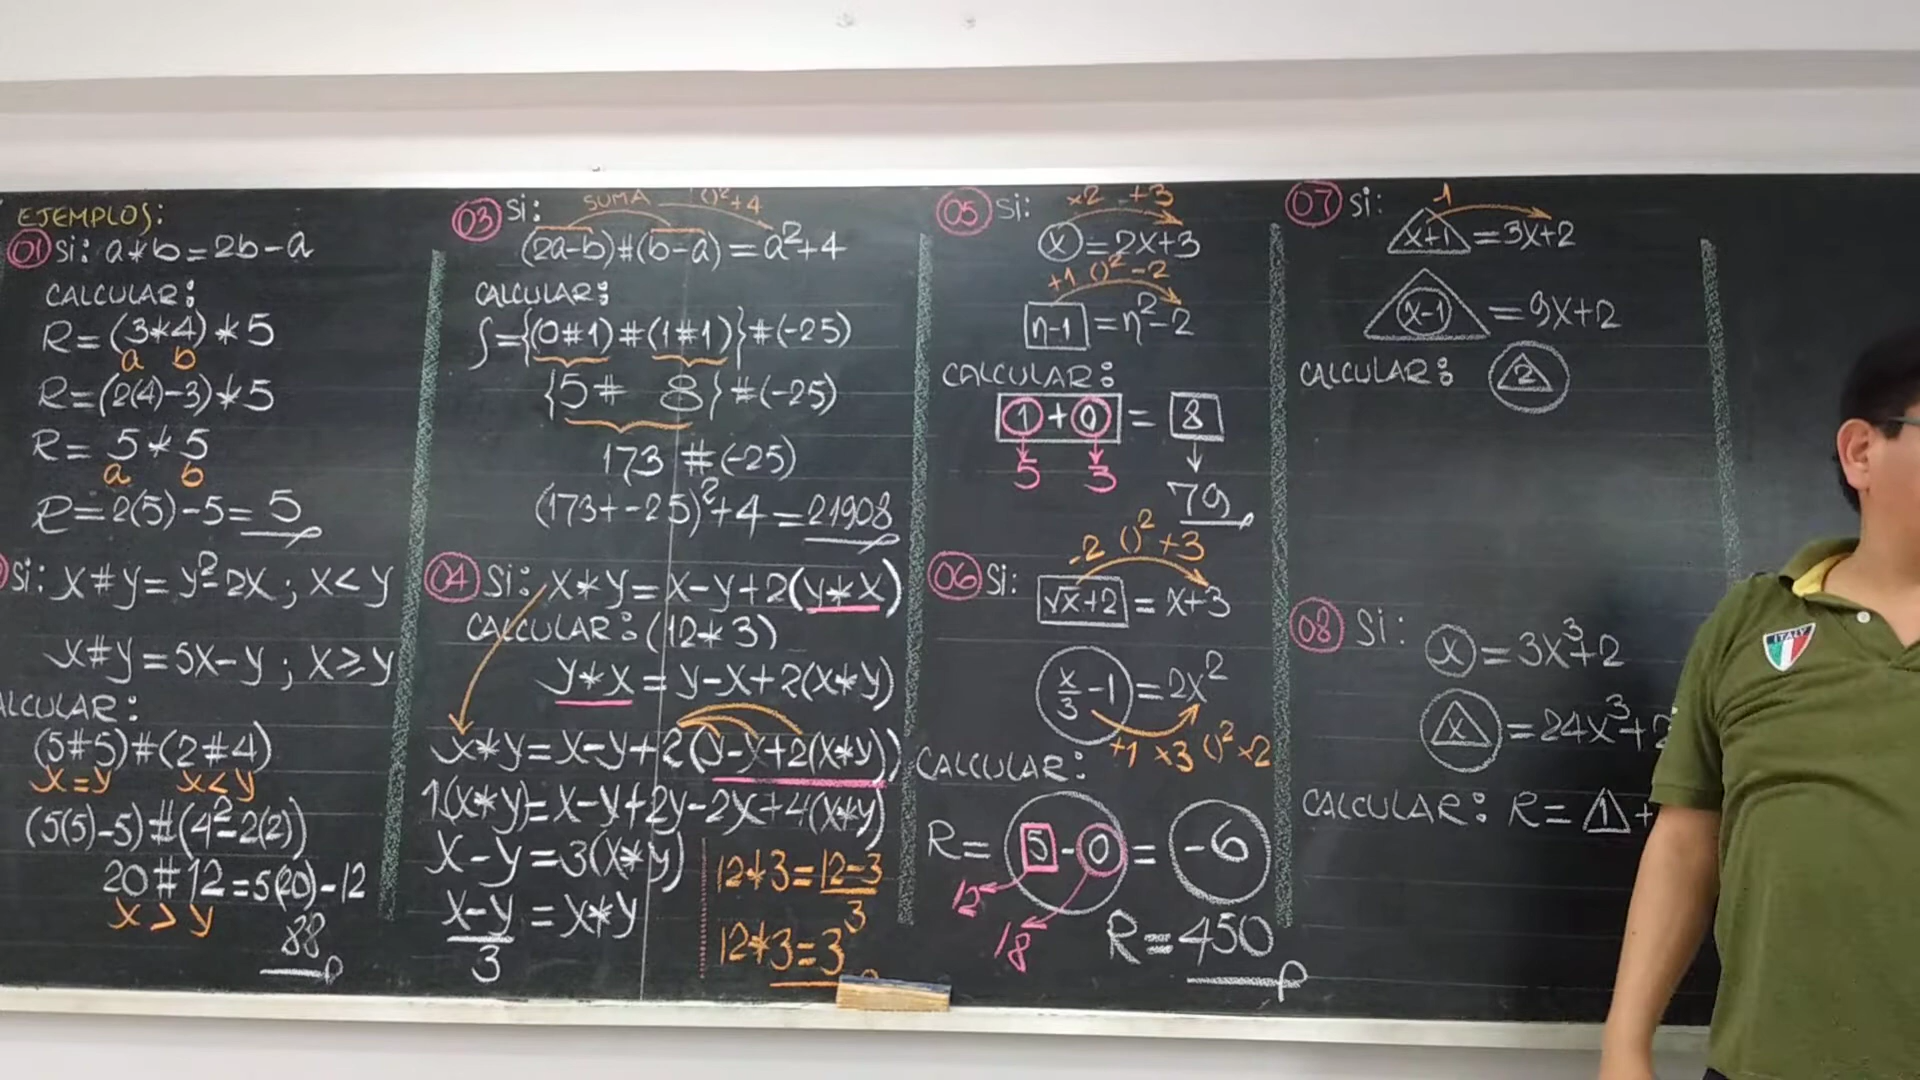 EJEMPLOS:
01 Si: a*b=2b-a
CALCULAR:
R=(3*4)*5
a b
R=(2(4)-3)*5
R= 5*5
a b
R=2(5)-5=5
Si: x#y=y²-2x; x<y
x#y=5x-y; x≥y
ALCULAR:
(5#5)#(2#4)
x=y x<y
(5(5)-5)#(4²-2(2))
20#12=5(20)-12
x>y
88
03 Si:
SUMA ()²+4
(2a-b)#(b-a)=a²+4
CALCULAR:
S={(0#1)#(1#1)}#(-25)
{5# 8}#(-25)
173#(-25)
(173+-25)²+4=21908
04 Si: x*y=x-y+2(y*x)
CALCULAR:(12*3)
y*x=y-x+2(x*y)
x*y=x-y+2(y-x+2(x*y))
1(x*y)=x-y+2y-2x+4(x*y)
x-y=3(x*y)
x-y/3=x*y
12*3=12-3/3
12*3=3
05 Si:
×2 +3
x=2x+3
+1 ()²-2
n-1=n²-2
CALCULAR:
1+0=8
5 3
79
-2 ()²+3
06 Si: √x+2=x+3
x/3-1=2x²
+1 ×3 ()² ×2
CALCULAR:
R=5-0=-6
12
18
R=450
07 Si:
1
x+1=3x+2
x-1=9x+2
CALCULAR: 2
08 Si: x=3x³+2
x=24x³+2
CALCULAR: R=1+
ITALY